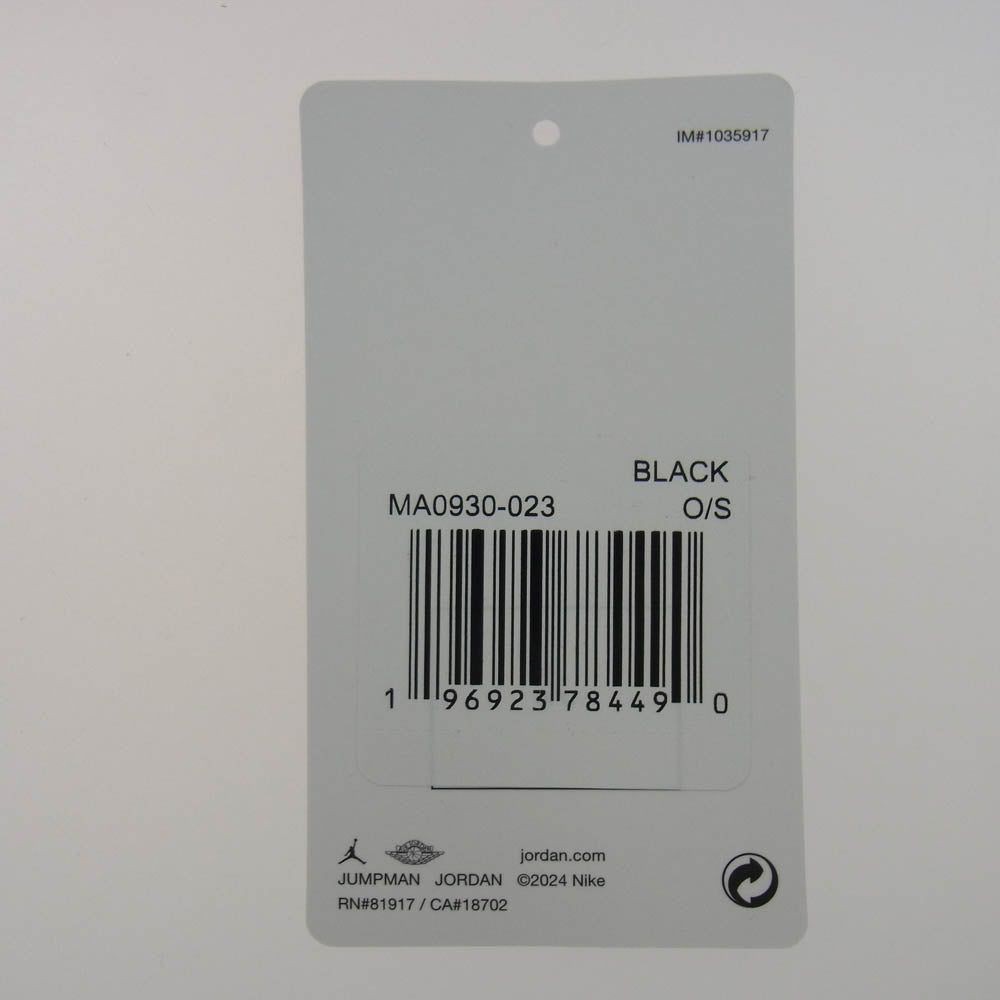 IM#1035917
BLACK
MA0930-023 O/S
1 96923 78449 0
jordan.com
JUMPMAN JORDAN ©2024 Nike
RN#81917 / CA#18702